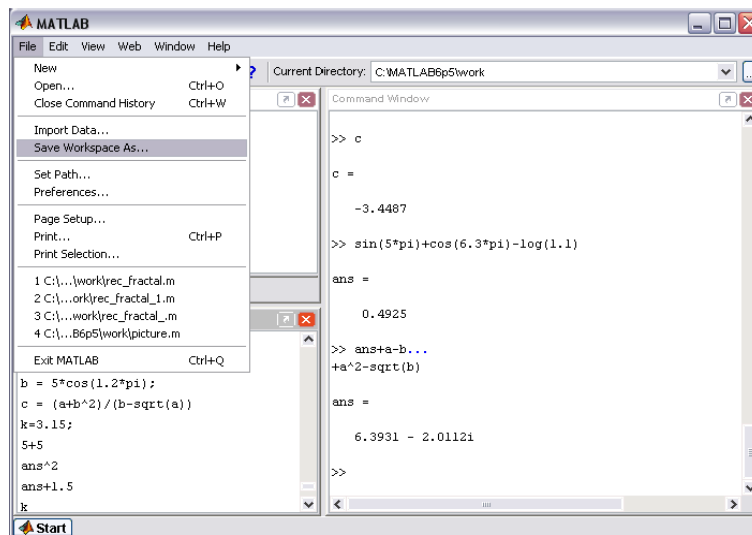 MATLAB
File Edit View Web Window Help
? Current Directory: C:\MATLAB6p5\work
New
Open... Ctrl+O
Close Command History Ctrl+W
Import Data...
Save Workspace As...
Set Path...
Preferences...
Page Setup...
Print... Ctrl+P
Print Selection...
1 C:\...\work\rec_fractal.m
2 C:\...ork\rec_fractal_1.m
3 C:\...work\rec_fractal_.m
4 C:\...B6p5\work\picture.m
Exit MATLAB Ctrl+Q
b = 5*cos(1.2*pi);
c = (a+b^2)/(b-sqrt(a))
k=3.15;
5+5
ans^2
ans+1.5
k
Command Window
>> c
c =
-3.4487
>> sin(5*pi)+cos(6.3*pi)-log(1.1)
ans =
0.4925
>> ans+a-b...
+a^2-sqrt(b)
ans =
6.3931 - 2.0112i
>>
Start